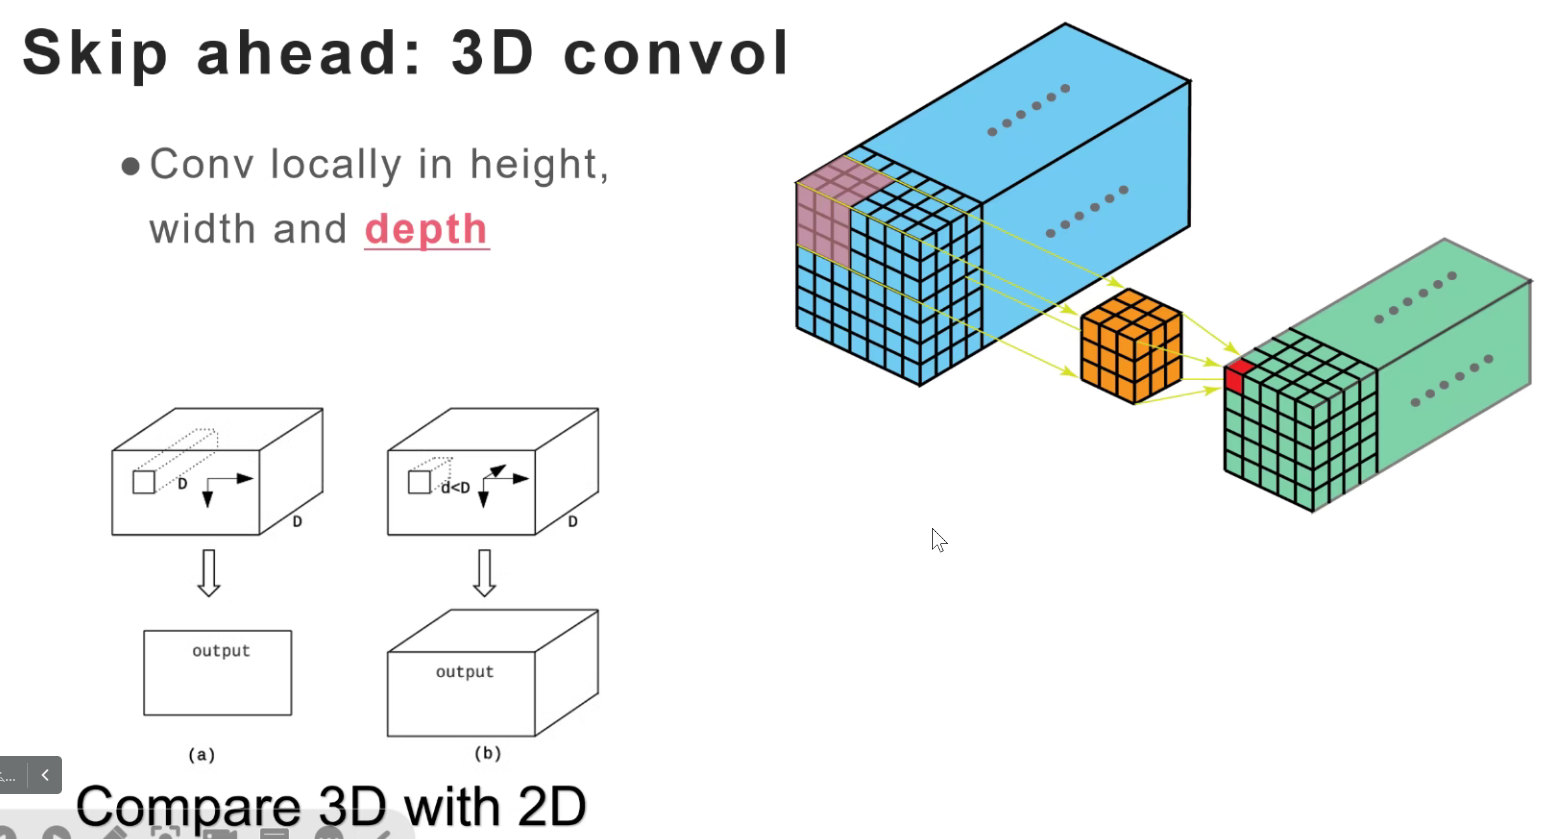 Skip ahead: 3D convol
● Conv locally in height,
width and depth
D
D
d<D
D
output
output
(a)
(b)
Compare 3D with 2D